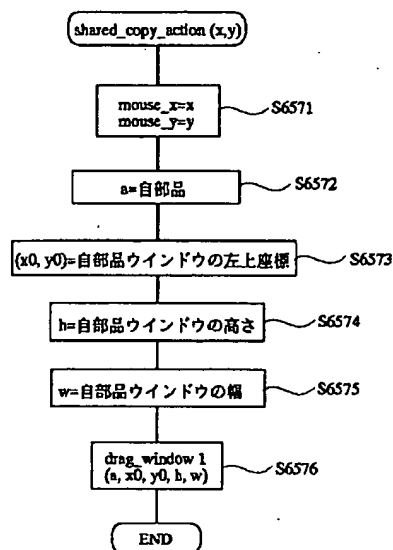 shared_copy_action (x,y)
mouse_x=x
mouse_y=y
S6571
a=自部品
S6572
(x0, y0)=自部品ウインドウの左上座標
S6573
h=自部品ウインドウの高さ
S6574
w=自部品ウインドウの幅
S6575
drag_window 1
(a, x0, y0, h, w)
S6576
END